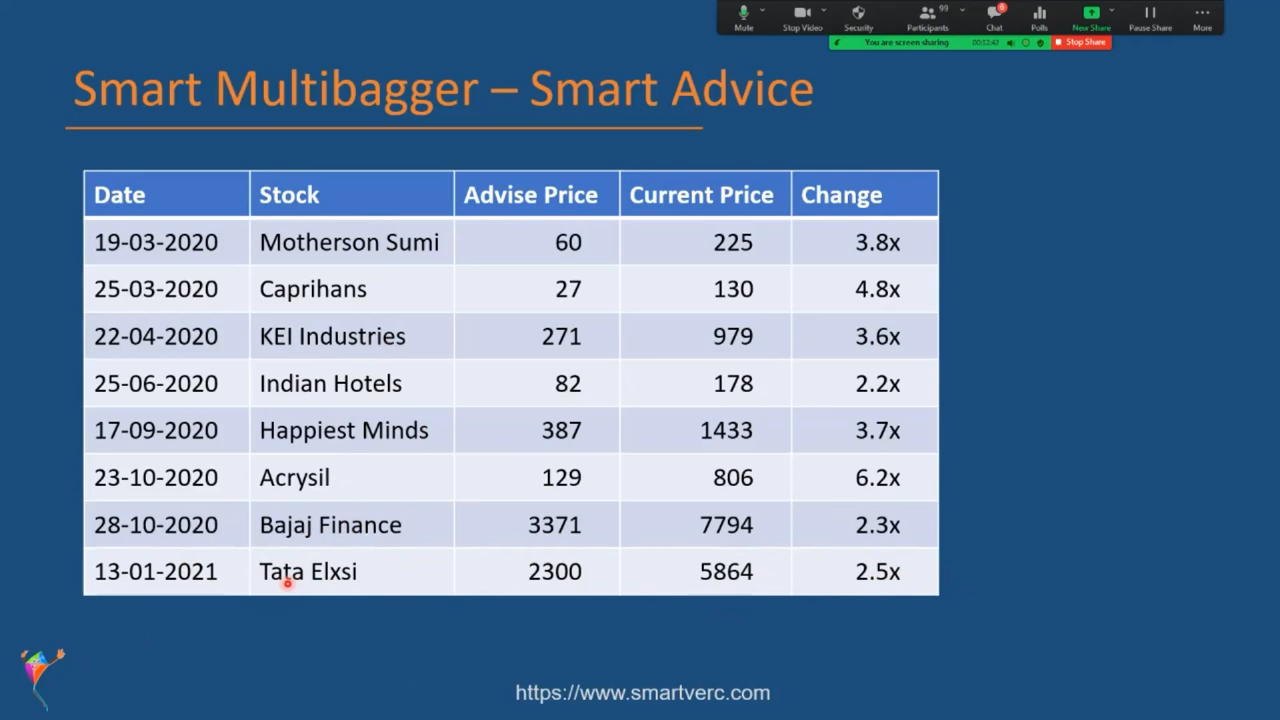 Mute Stop Video Security Participants 99 Chat 6 Polls New Share Pause Share More
You are screen sharing 00:12:42 Stop Share
Smart Multibagger – Smart Advice
Date Stock Advise Price Current Price Change
19-03-2020 Motherson Sumi 60 225 3.8x
25-03-2020 Caprihans 27 130 4.8x
22-04-2020 KEI Industries 271 979 3.6x
25-06-2020 Indian Hotels 82 178 2.2x
17-09-2020 Happiest Minds 387 1433 3.7x
23-10-2020 Acrysil 129 806 6.2x
28-10-2020 Bajaj Finance 3371 7794 2.3x
13-01-2021 Tata Elxsi 2300 5864 2.5x
https://www.smartverc.com